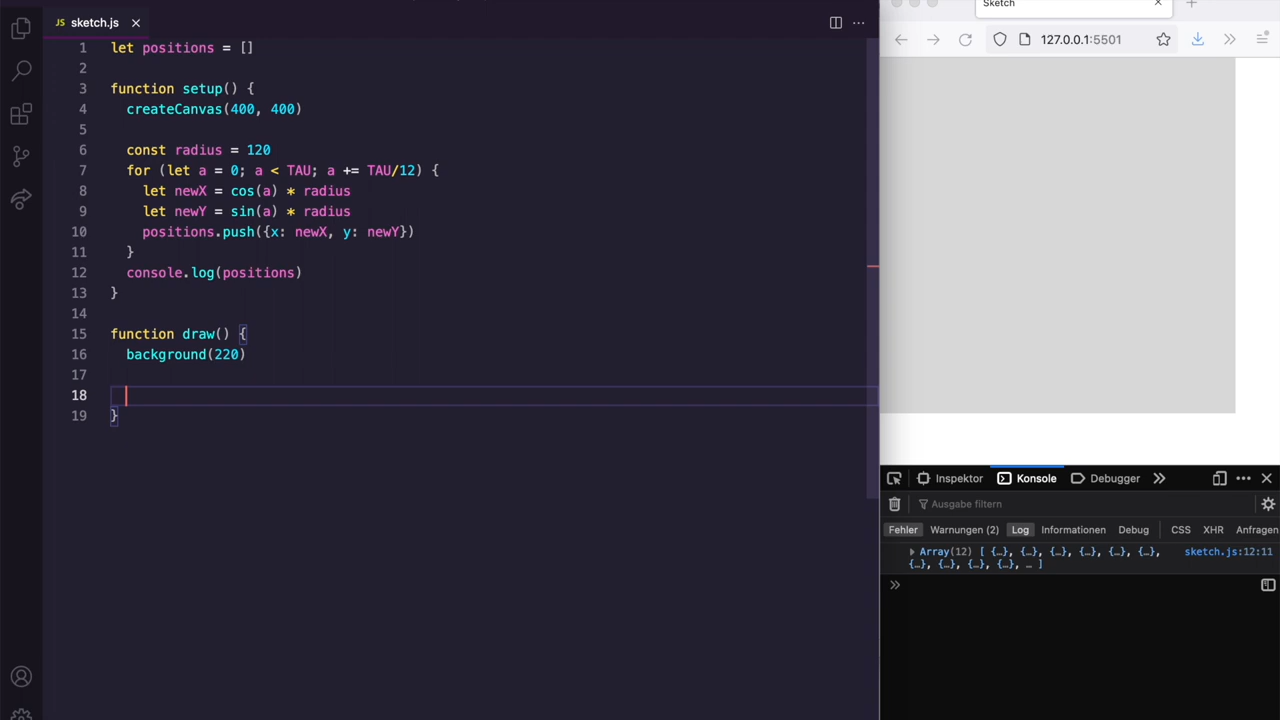 JS sketch.js
1 let positions = []
2
3 function setup() {
4 createCanvas(400, 400)
5
6 const radius = 120
7 for (let a = 0; a < TAU; a += TAU/12) {
8 let newX = cos(a) * radius
9 let newY = sin(a) * radius
10 positions.push({x: newX, y: newY})
11 }
12 console.log(positions)
13 }
14
15 function draw() {
16 background(220)
17
18
19 }
Sketch
127.0.0.1:5501
Inspektor Konsole Debugger
Ausgabe filtern
Fehler Warnungen (2) Log Informationen Debug CSS XHR Anfragen
Array(12) [ {…}, {…}, {…}, {…}, {…}, {…}, sketch.js:12:11
{…}, {…}, {…}, {…}, … ]